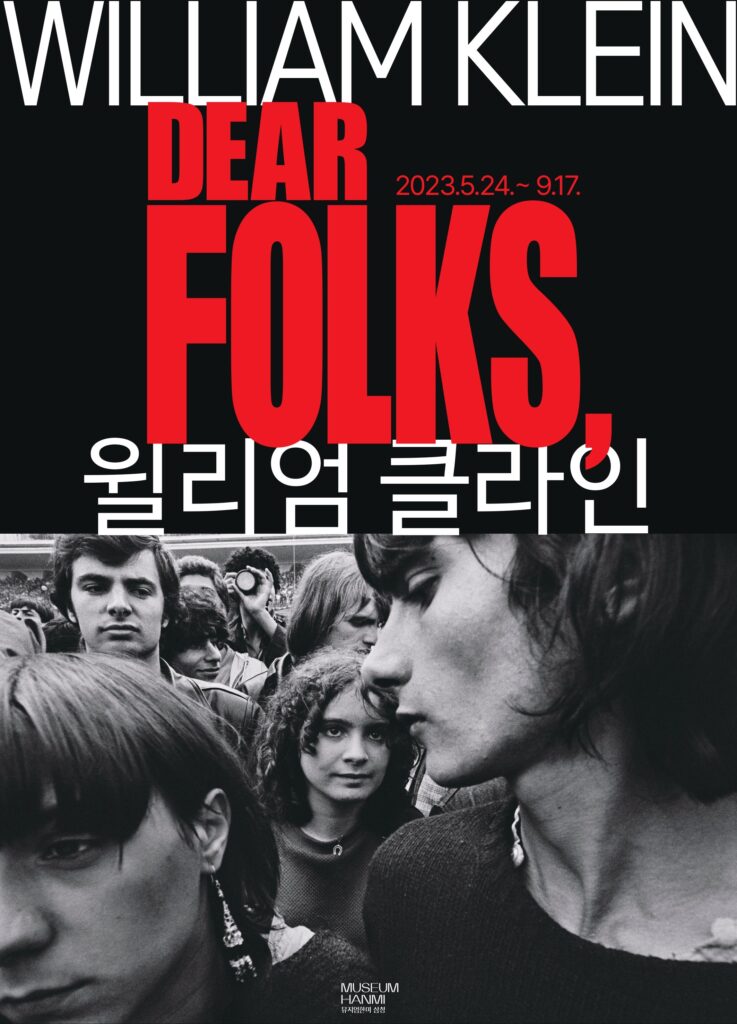 WILLIAM KLEIN
DEAR
2023.5.24.~ 9.17.
FOLKS,
윌리엄 클라인
MUSEUM
HANMI
뮤지엄한미 삼청